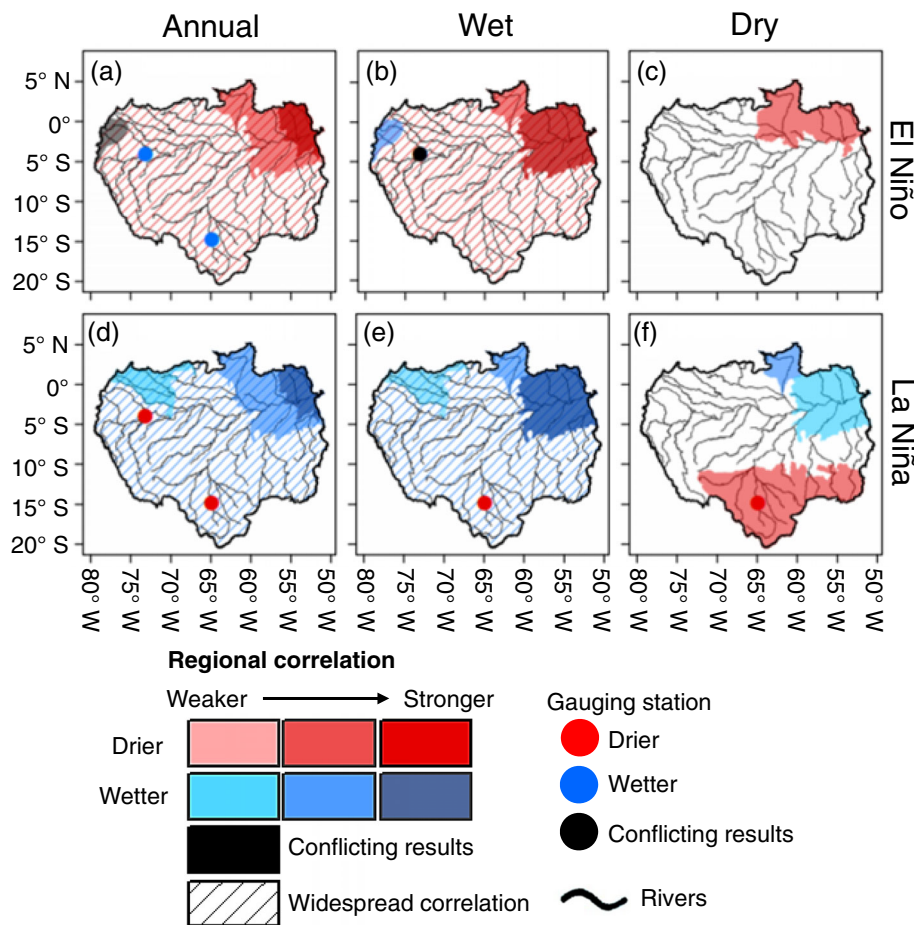 Annual Wet Dry
(a) (b) (c)
5° N
0°
5° S
10° S
15° S
20° S
El Niño
(d) (e) (f)
5° N
0°
5° S
10° S
15° S
20° S
La Niña
80° W 75° W 70° W 65° W 60° W 55° W 50° W 80° W 75° W 70° W 65° W 60° W 55° W 50° W 80° W 75° W 70° W 65° W 60° W 55° W 50° W
Regional correlation
Weaker Stronger
Drier
Wetter
Conflicting results
Widespread correlation
Gauging station
Drier
Wetter
Conflicting results
Rivers